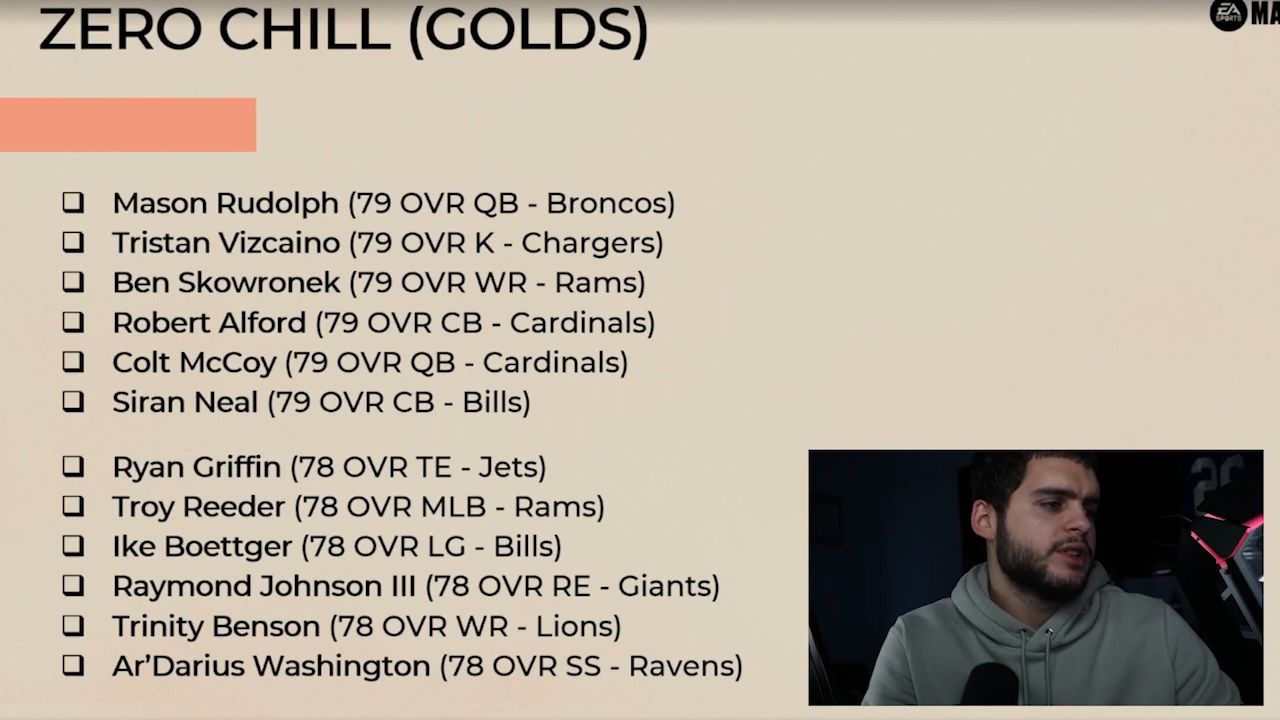 ZERO CHILL (GOLDS)
EA
SPORTS
Mason Rudolph (79 OVR QB - Broncos)
Tristan Vizcaino (79 OVR K - Chargers)
Ben Skowronek (79 OVR WR - Rams)
Robert Alford (79 OVR CB - Cardinals)
Colt McCoy (79 OVR QB - Cardinals)
Siran Neal (79 OVR CB - Bills)
Ryan Griffin (78 OVR TE - Jets)
Troy Reeder (78 OVR MLB - Rams)
Ike Boettger (78 OVR LG - Bills)
Raymond Johnson III (78 OVR RE - Giants)
Trinity Benson (78 OVR WR - Lions)
Ar’Darius Washington (78 OVR SS - Ravens)